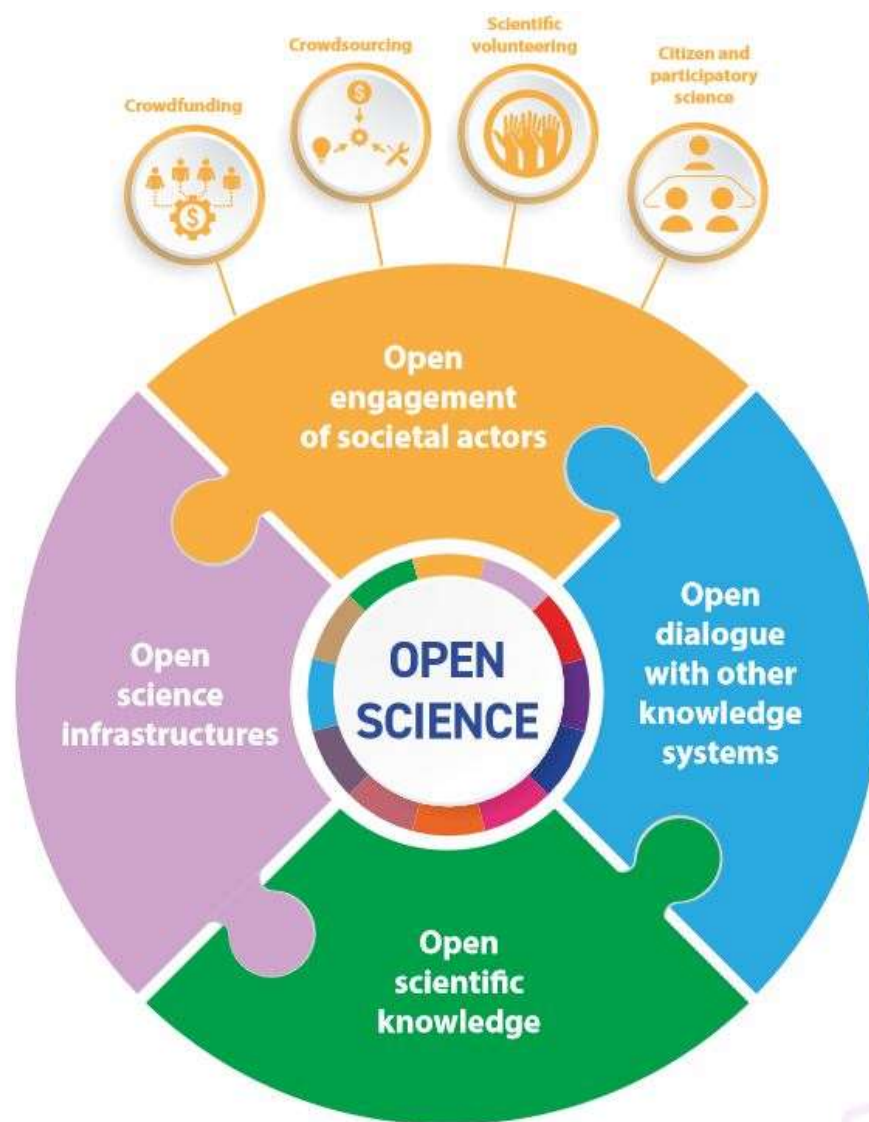 Crowdfunding
Crowdsourcing
Scientific
volunteering
Citizen and
participatory
science
Open
engagement
of societal actors
Open
science
infrastructures
OPEN
SCIENCE
Open
dialogue
with other
knowledge
systems
Open
scientific
knowledge